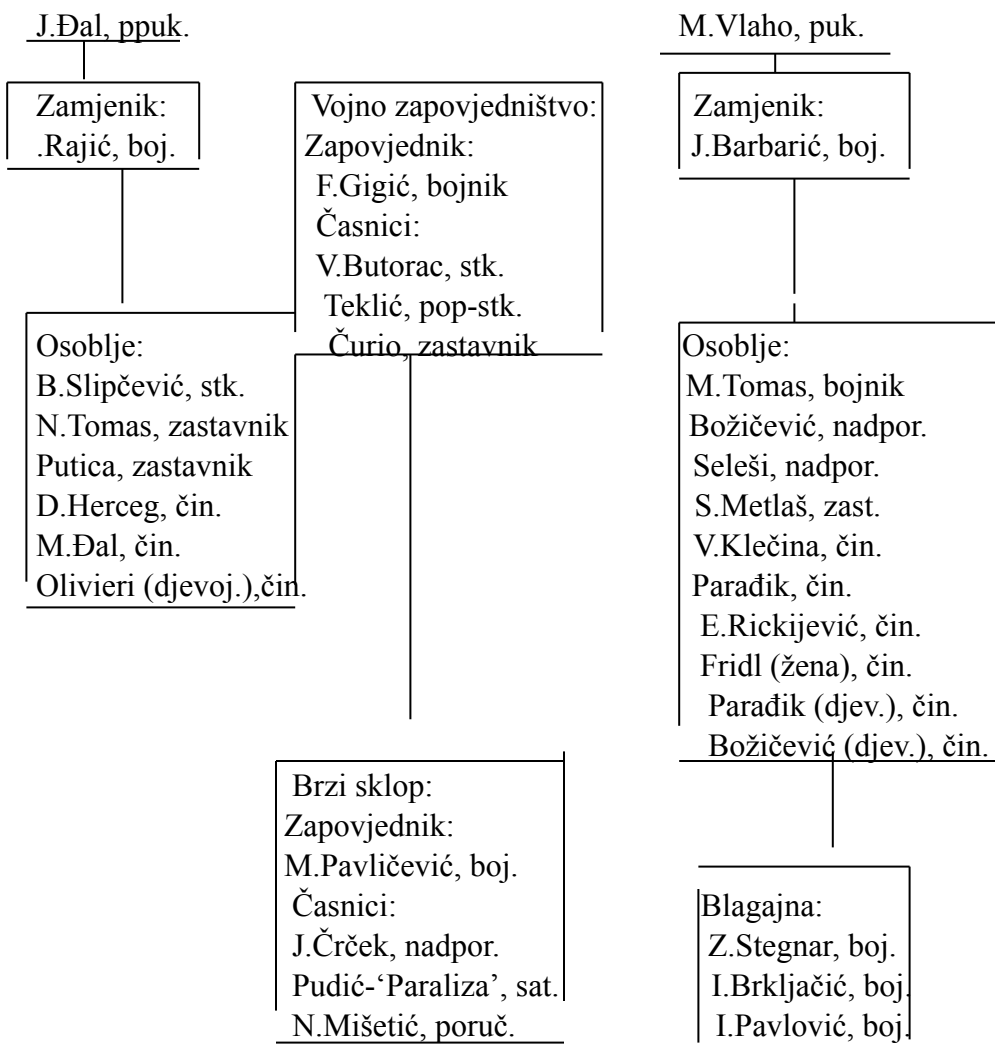 J.Đal, ppuk.
Zamjenik:
.Rajić, boj.
Osoblje:
B.Slipčević, stk.
N.Tomas, zastavnik
Putica, zastavnik
D.Herceg, čin.
M.Đal, čin.
Olivieri (djevoj.),čin.
Vojno zapovjedništvo:
Zapovjednik:
F.Gigić, bojnik
Časnici:
V.Butorac, stk.
Teklić, pop-stk.
Čurio, zastavnik
Brzi sklop:
Zapovjednik:
M.Pavličević, boj.
Časnici:
J.Črček, nadpor.
Pudić-‘Paraliza’, sat.
N.Mišetić, poruč.
M.Vlaho, puk.
Zamjenik:
J.Barbarić, boj.
Osoblje:
M.Tomas, bojnik
Božičević, nadpor.
Seleši, nadpor.
S.Metlaš, zast.
V.Klečina, čin.
Parađik, čin.
E.Rickijević, čin.
Fridl (žena), čin.
Parađik (djev.), čin.
Božičević (djev.), čin.
Blagajna:
Z.Stegnar, boj.
I.Brkljačić, boj.
I.Pavlović, boj.